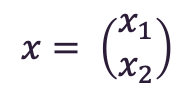 x = (x₁
x₂)